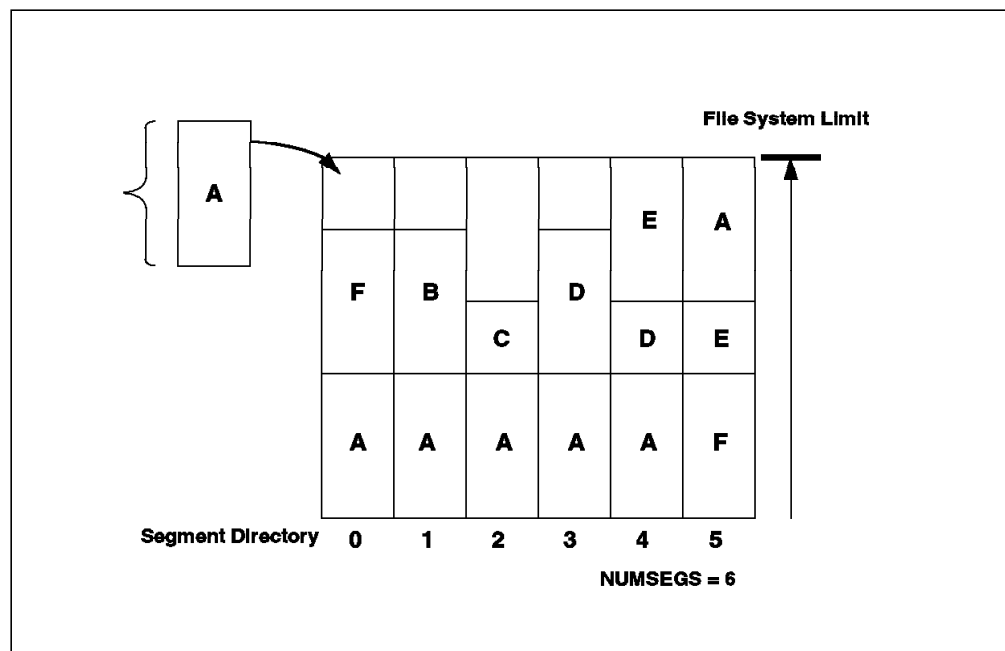 File System Limit
A
E A
F B D
C D E
A A A A A F
Segment Directory 0 1 2 3 4 5
NUMSEGS = 6